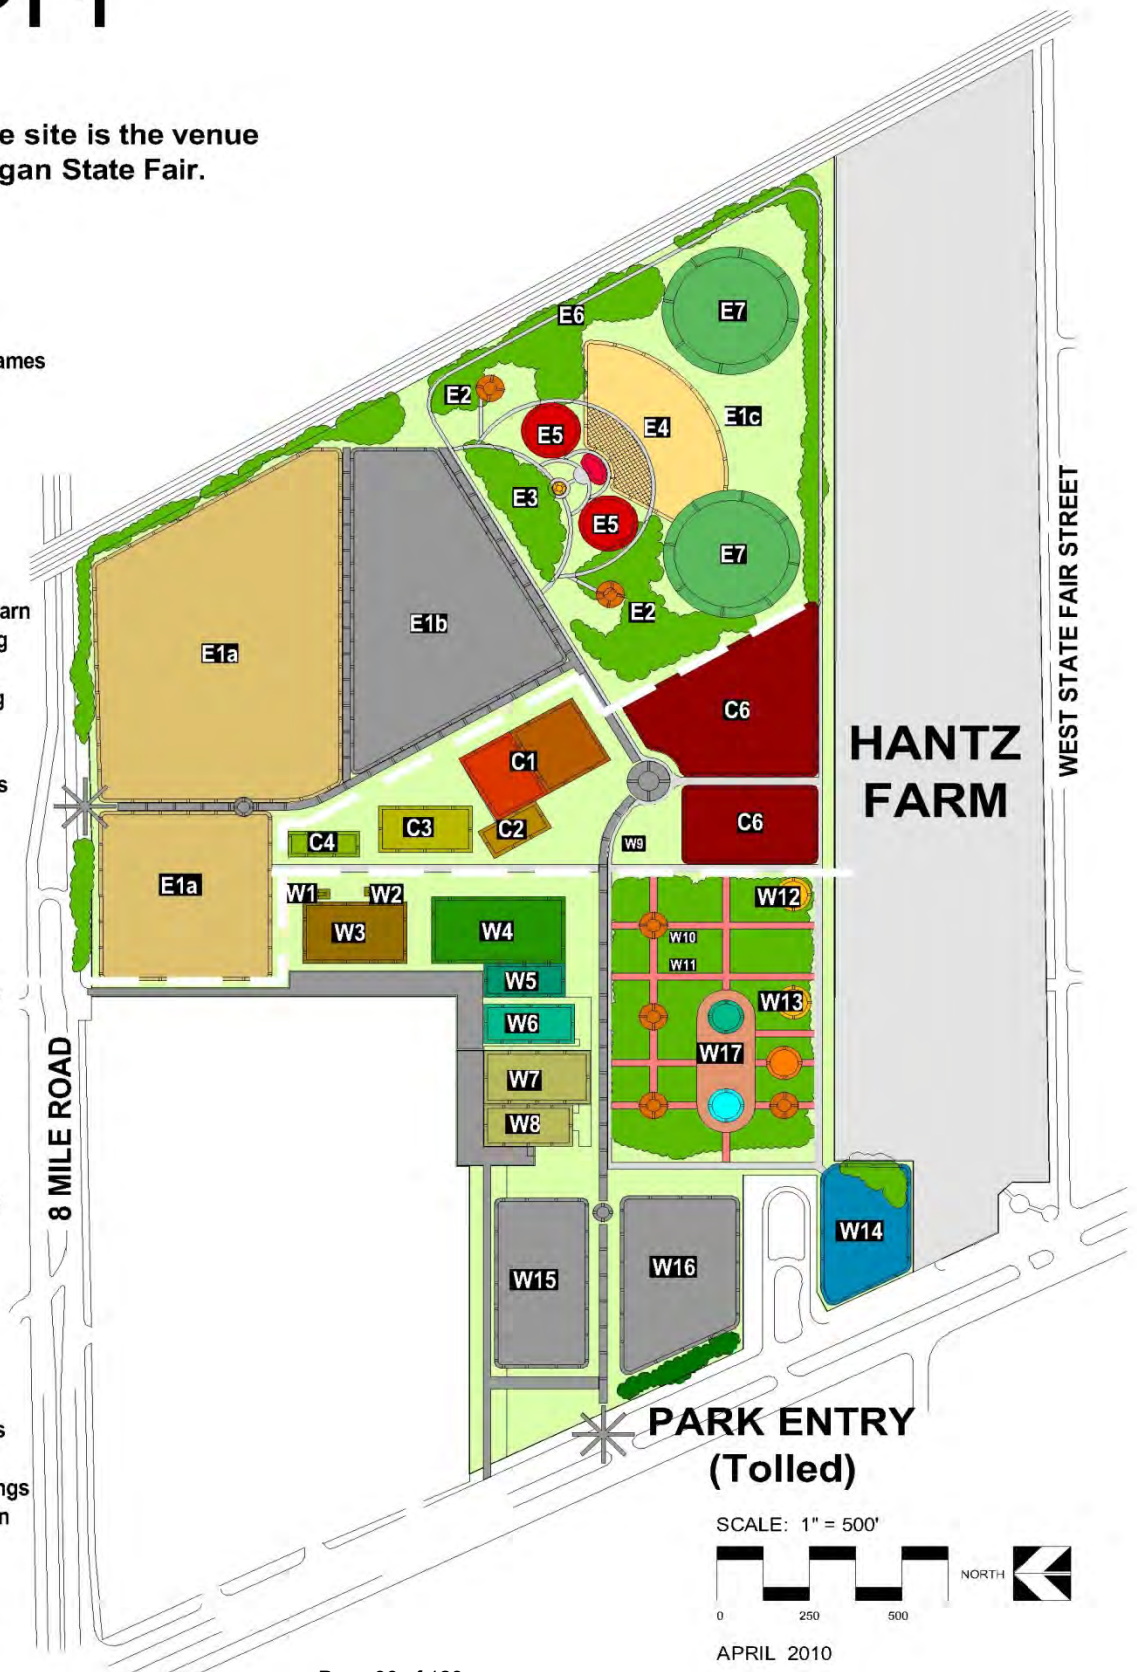 e site is the venue
gan State Fair.
ames
arn
g
g
s
s
ngs
n
E7
E6
E2
E4
E1c
E5
E3
E5
E7
E2
E1b
E1a
C6
C1
C6
C3
C2
C4
W9
E1a
W1
W2
W12
W3
W4
W10
W11
W5
W13
W6
W17
W7
W8
W14
W15
W16
HANTZ
FARM
WEST STATE FAIR STREET
8 MILE ROAD
PARK ENTRY
(Tolled)
SCALE: 1" = 500'
NORTH
0 250 500
APRIL 2010